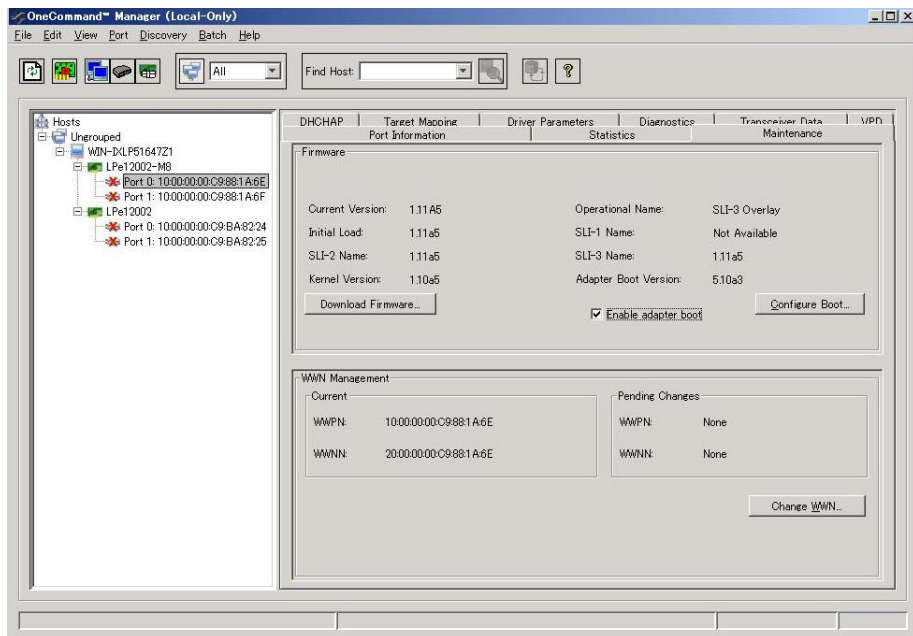 OneCommand™ Manager (Local-Only)
File Edit View Port Discovery Batch Help
All
Find Host:
Hosts
Ungrouped
WIN-IXLP51647Z1
LPe12002-M8
Port 0: 10:00:00:00:C9:88:1A:6E
Port 1: 10:00:00:00:C9:88:1A:6F
LPe12002
Port 0: 10:00:00:00:C9:BA:82:24
Port 1: 10:00:00:00:C9:BA:82:25
DHCHAP Target Mapping Driver Parameters Diagnostics Transceiver Data VPD
Port Information Statistics Maintenance
Firmware
Current Version: 1.11A5 Operational Name: SLI-3 Overlay
Initial Load: 1.11a5 SLI-1 Name: Not Available
SLI-2 Name: 1.11a5 SLI-3 Name: 1.11a5
Kernel Version: 1.10a5 Adapter Boot Version: 5.10a3
Download Firmware... Enable adapter boot Configure Boot...
WWN Management
Current Pending Changes
WWPN: 10:00:00:00:C9:88:1A:6E WWPN: None
WWNN: 20:00:00:00:C9:88:1A:6E WWNN: None
Change WWN...